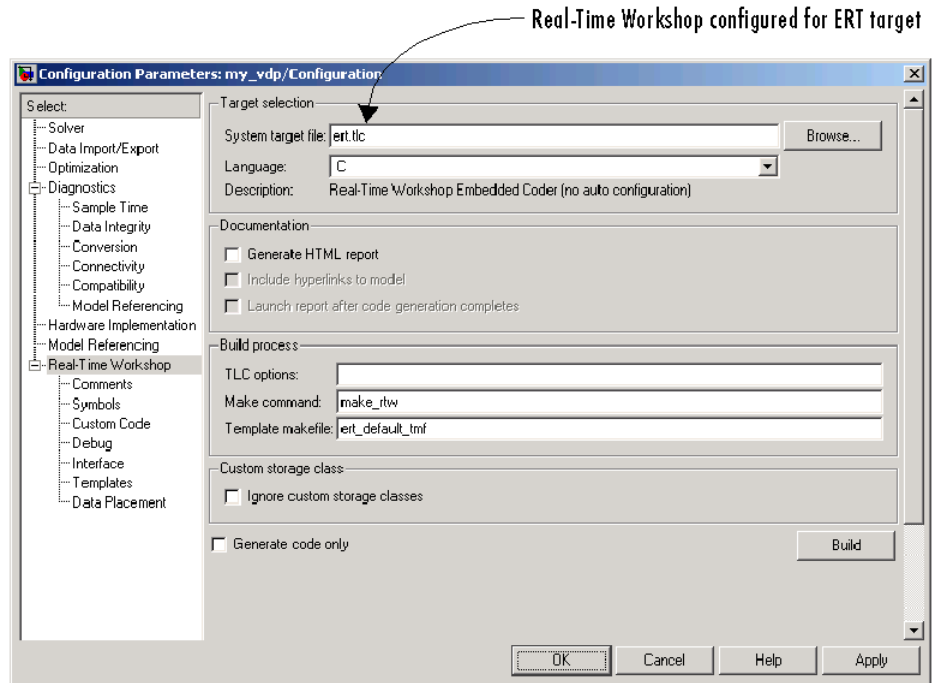 Real-Time Workshop configured for ERT target
Configuration Parameters: my_vdp/Configuration
Select:
Solver
Data Import/Export
Optimization
Diagnostics
Sample Time
Data Integrity
Conversion
Connectivity
Compatibility
Model Referencing
Hardware Implementation
Model Referencing
Real-Time Workshop
Comments
Symbols
Custom Code
Debug
Interface
Templates
Data Placement
Target selection
System target file: ert.tlc Browse...
Language: C
Description: Real-Time Workshop Embedded Coder (no auto configuration)
Documentation
Generate HTML report
Include hyperlinks to model
Launch report after code generation completes
Build process
TLC options:
Make command: make_rtw
Template makefile: ert_default_tmf
Custom storage class
Ignore custom storage classes
Generate code only Build
OK Cancel Help Apply